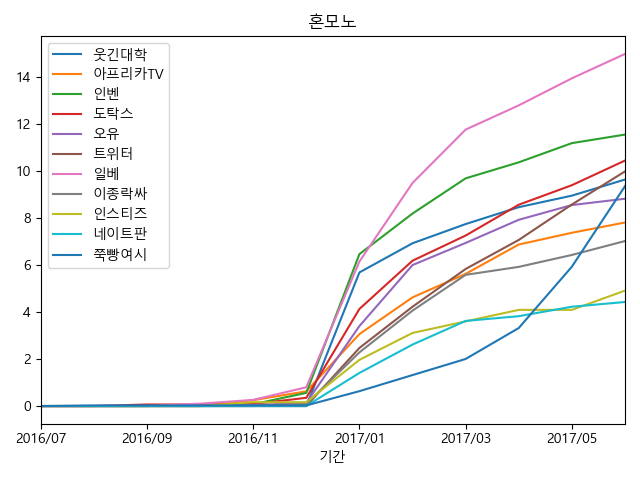 혼모노
웃긴대학
아프리카TV
인벤
도탁스
오유
트위터
일베
이종락싸
인스티즈
네이트판
쭉빵여시
14
12
10
8
6
4
2
0
2016/07 2016/09 2016/11 2017/01 2017/03 2017/05
기간